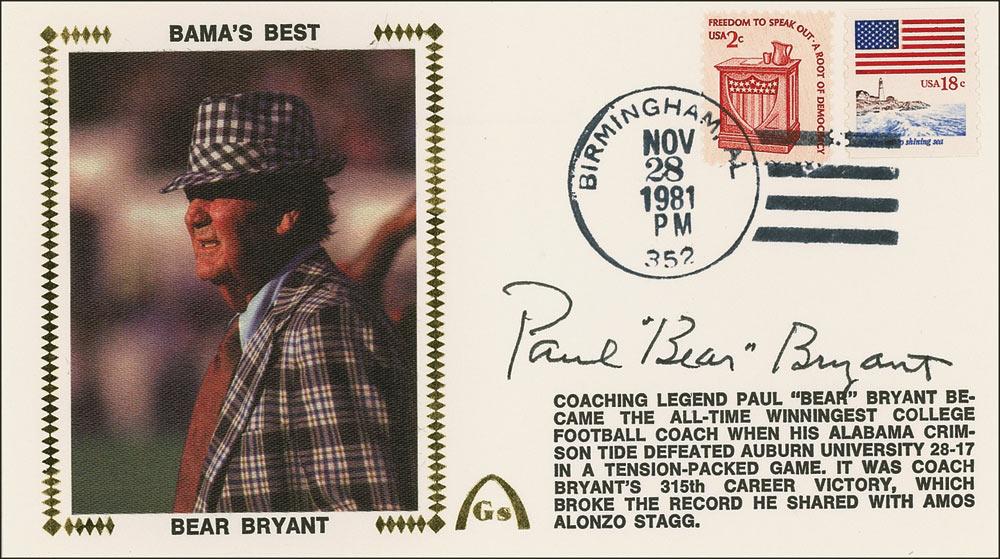 BAMA'S BEST
BEAR BRYANT
FREEDOM TO SPEAK OUT·A ROOT OF DEMOCRACY
USA 2c
USA 18c
shining sea
BIRMINGHAM, AL
NOV
28
1981
PM
352
Paul "Bear" Bryant
COACHING LEGEND PAUL "BEAR" BRYANT BE-
CAME THE ALL-TIME WINNINGEST COLLEGE
FOOTBALL COACH WHEN HIS ALABAMA CRIM-
SON TIDE DEFEATED AUBURN UNIVERSITY 28-17
IN A TENSION-PACKED GAME. IT WAS COACH
BRYANT'S 315th CAREER VICTORY, WHICH
BROKE THE RECORD HE SHARED WITH AMOS
ALONZO STAGG.
Gs